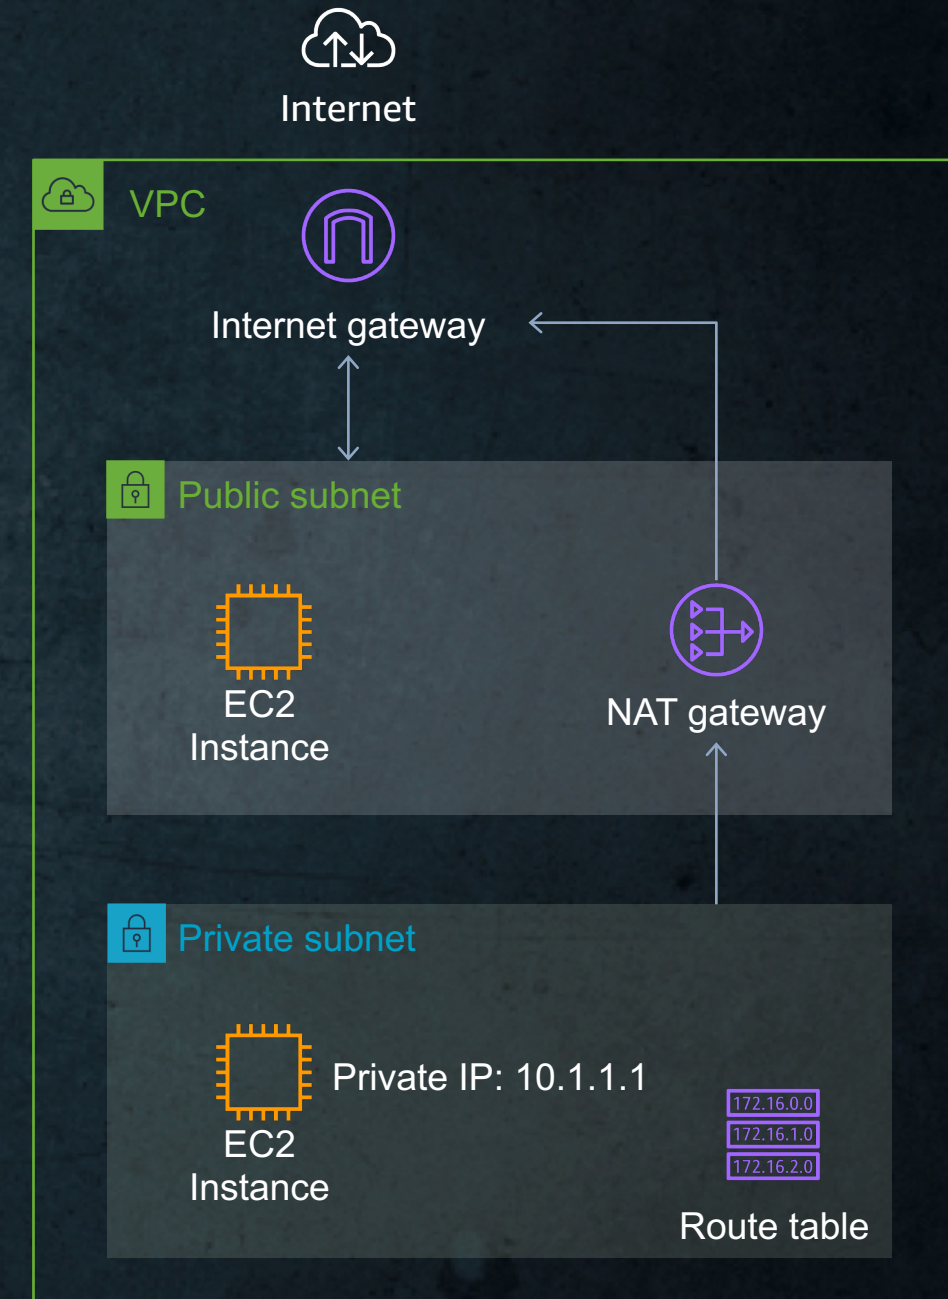 Internet
VPC
Internet gateway
Public subnet
EC2
Instance
NAT gateway
Private subnet
EC2
Instance
Private IP: 10.1.1.1
172.16.0.0
172.16.1.0
172.16.2.0
Route table